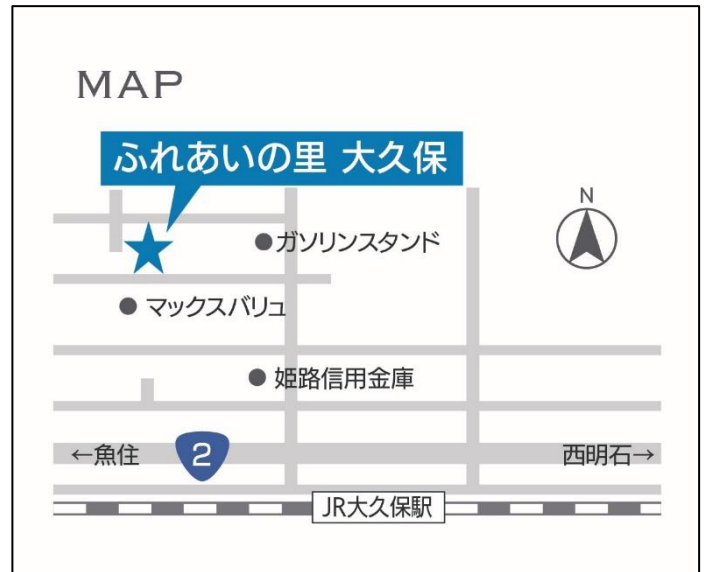 MAP
ふれあいの里 大久保
N
●ガソリンスタンド
● マックスバリュ
● 姫路信用金庫
←魚住
2
西明石→
JR大久保駅